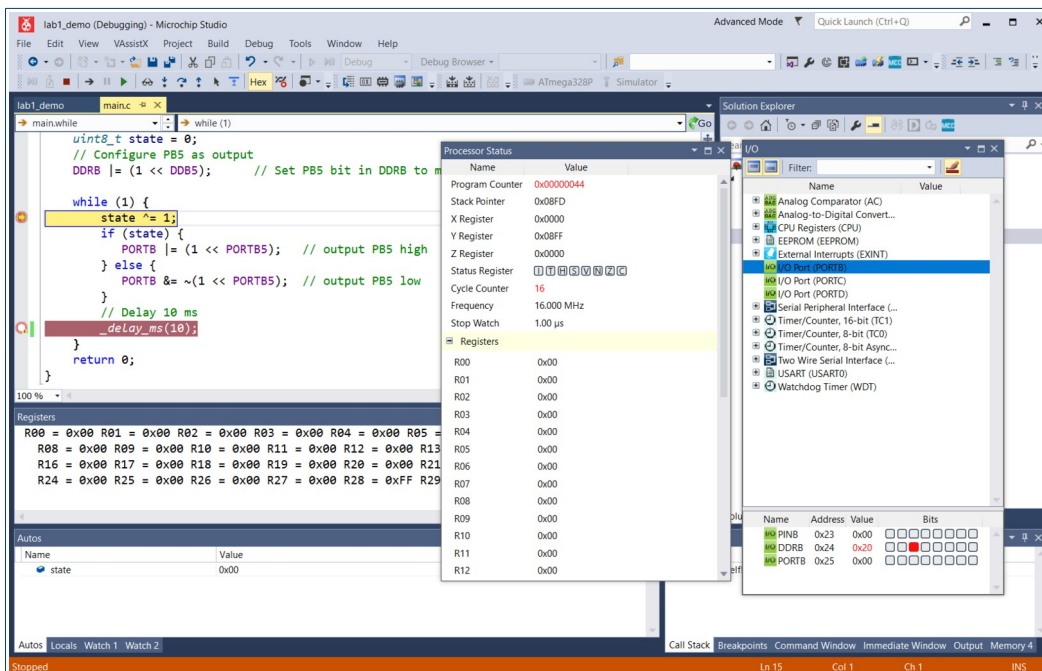 lab1_demo (Debugging) - Microchip Studio
Advanced Mode
Quick Launch (Ctrl+Q)
File Edit View VAssistX Project Build Debug Tools Window Help
Debug Debug Browser
Hex ATmega328P Simulator
lab1_demo main.c
main.while while (1) Go
uint8_t state = 0;
// Configure PB5 as output
DDRB |= (1 << DDB5); // Set PB5 bit in DDRB to m
while (1) {
state ^= 1;
if (state) {
PORTB |= (1 << PORTB5); // output PB5 high
} else {
PORTB &= ~(1 << PORTB5); // output PB5 low
}
// Delay 10 ms
_delay_ms(10);
}
return 0;
}
100 %
Registers
R00 = 0x00 R01 = 0x00 R02 = 0x00 R03 = 0x00 R04 = 0x00 R05 =
R08 = 0x00 R09 = 0x00 R10 = 0x00 R11 = 0x00 R12 = 0x00 R13
R16 = 0x00 R17 = 0x00 R18 = 0x00 R19 = 0x00 R20 = 0x00 R21
R24 = 0x00 R25 = 0x00 R26 = 0x00 R27 = 0x00 R28 = 0xFF R29
Autos
Name Value
state 0x00
Autos Locals Watch 1 Watch 2
Processor Status
Name Value
Program Counter 0x00000044
Stack Pointer 0x08FD
X Register 0x0000
Y Register 0x08FF
Z Register 0x0000
Status Register I T H S V N Z C
Cycle Counter 16
Frequency 16.000 MHz
Stop Watch 1.00 µs
Registers
R00 0x00
R01 0x00
R02 0x00
R03 0x00
R04 0x00
R05 0x00
R06 0x00
R07 0x00
R08 0x00
R09 0x00
R10 0x00
R11 0x00
R12 0x00
Solution Explorer
I/O
Filter:
Name Value
Analog Comparator (AC)
Analog-to-Digital Convert...
CPU Registers (CPU)
EEPROM (EEPROM)
External Interrupts (EXINT)
I/O Port (PORTB)
I/O Port (PORTC)
I/O Port (PORTD)
Serial Peripheral Interface (...
Timer/Counter, 16-bit (TC1)
Timer/Counter, 8-bit (TC0)
Timer/Counter, 8-bit Async...
Two Wire Serial Interface (...
USART (USART0)
Watchdog Timer (WDT)
Name Address Value Bits
I/O PINB 0x23 0x00
I/O DDRB 0x24 0x20
I/O PORTB 0x25 0x00
Call Stack Breakpoints Command Window Immediate Window Output Memory 4
Stopped Ln 15 Col 1 Ch 1 INS